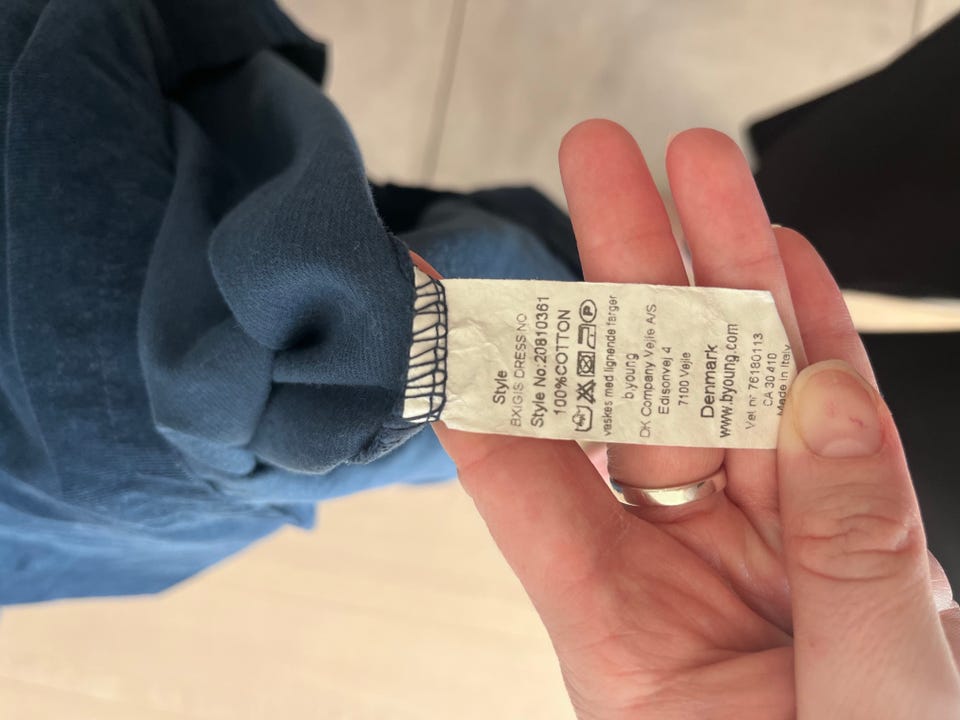 Style
BXIGIS DRESS NO
Style No:20810361
100%COTTON
vaskes med lignende farger
b.young
DK Company Vejle A/S
Edisonvej 4
7100 Vejle
Denmark
www.byoung.com
CA 30410
Made in Italy